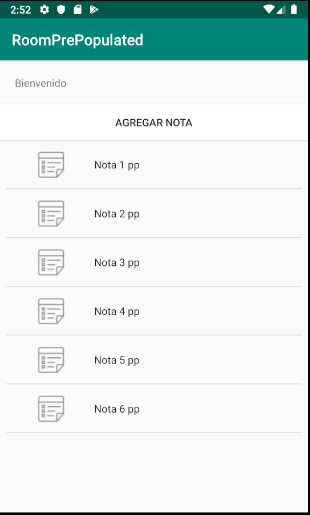 2:52
RoomPrePopulated
Bienvenido
AGREGAR NOTA
Nota 1 pp
Nota 2 pp
Nota 3 pp
Nota 4 pp
Nota 5 pp
Nota 6 pp